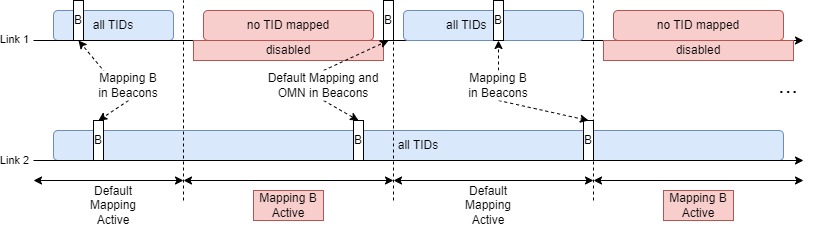 B
all TIDs
no TID mapped
B
all TIDs
B
no TID mapped
Link 1
disabled
disabled
Mapping B
in Beacons
Default Mapping and
OMN in Beacons
Mapping B
in Beacons
...
B
B
all TIDs
B
Link 2
Default
Mapping
Active
Mapping B
Active
Default
Mapping
Active
Mapping B
Active